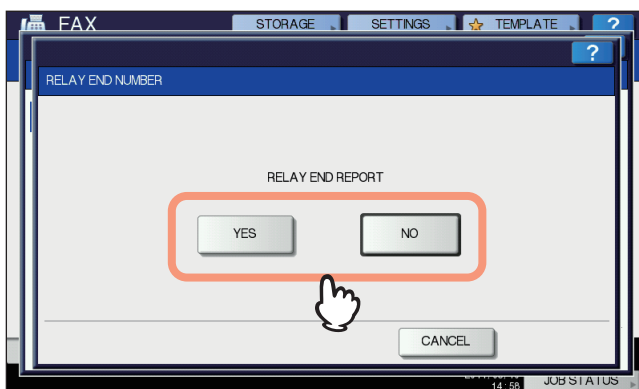 FAX
STORAGE
SETTINGS
TEMPLATE
?
?
RELAY END NUMBER
RELAY END REPORT
YES
NO
CANCEL
14:58
JOB STATUS